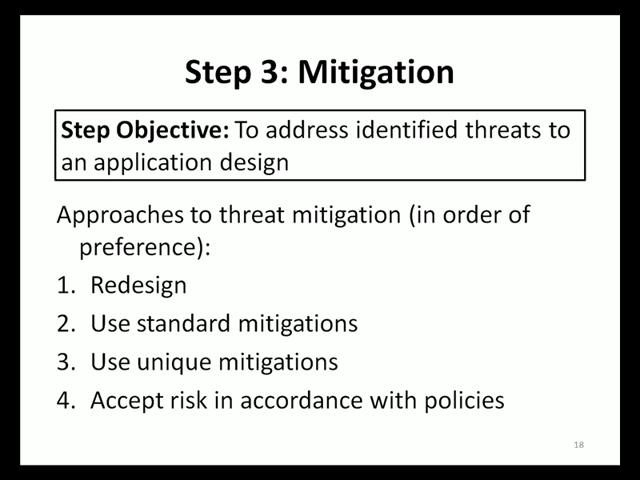 Step 3: Mitigation
Step Objective: To address identified threats to
an application design
Approaches to threat mitigation (in order of
preference):
1. Redesign
2. Use standard mitigations
3. Use unique mitigations
4. Accept risk in accordance with policies
18